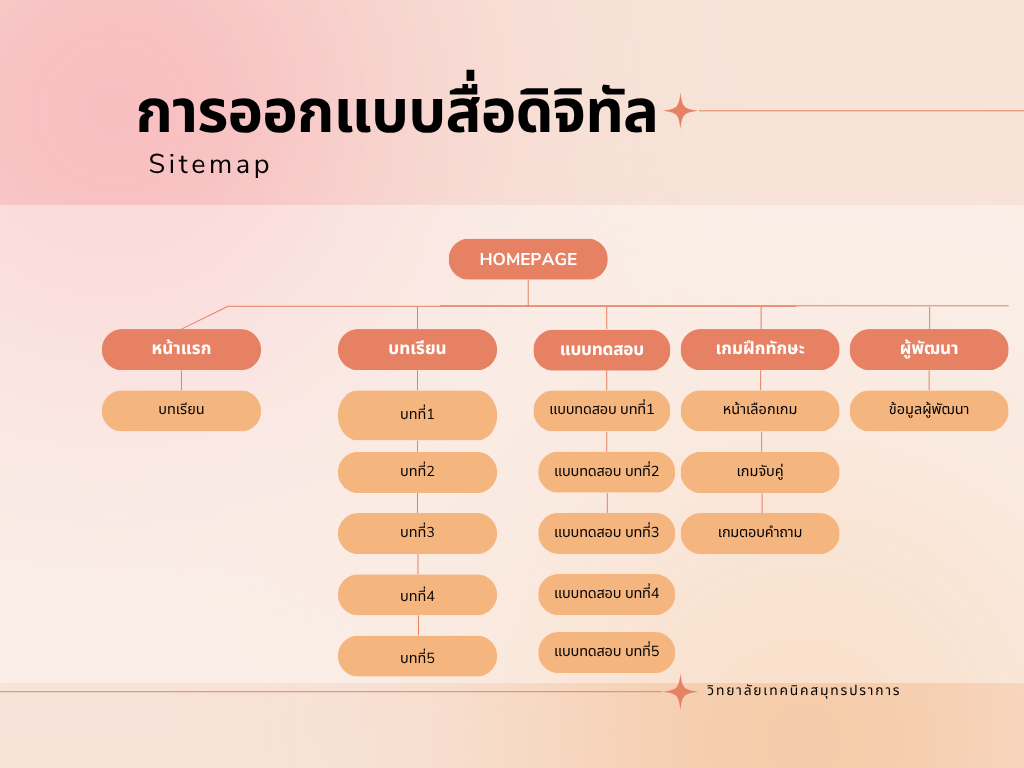 การออกแบบสื่อดิจิทัล
Sitemap
HOMEPAGE
หน้าแรก
บทเรียน
บทเรียน
บทที่1
บทที่2
บทที่3
บทที่4
บทที่5
แบบทดสอบ
แบบทดสอบ บทที่1
แบบทดสอบ บทที่2
แบบทดสอบ บทที่3
แบบทดสอบ บทที่4
แบบทดสอบ บทที่5
เกมฝึกทักษะ
หน้าเลือกเกม
เกมจับคู่
เกมตอบคำถาม
ผู้พัฒนา
ข้อมูลผู้พัฒนา
วิทยาลัยเทคนิคสมุทรปราการ